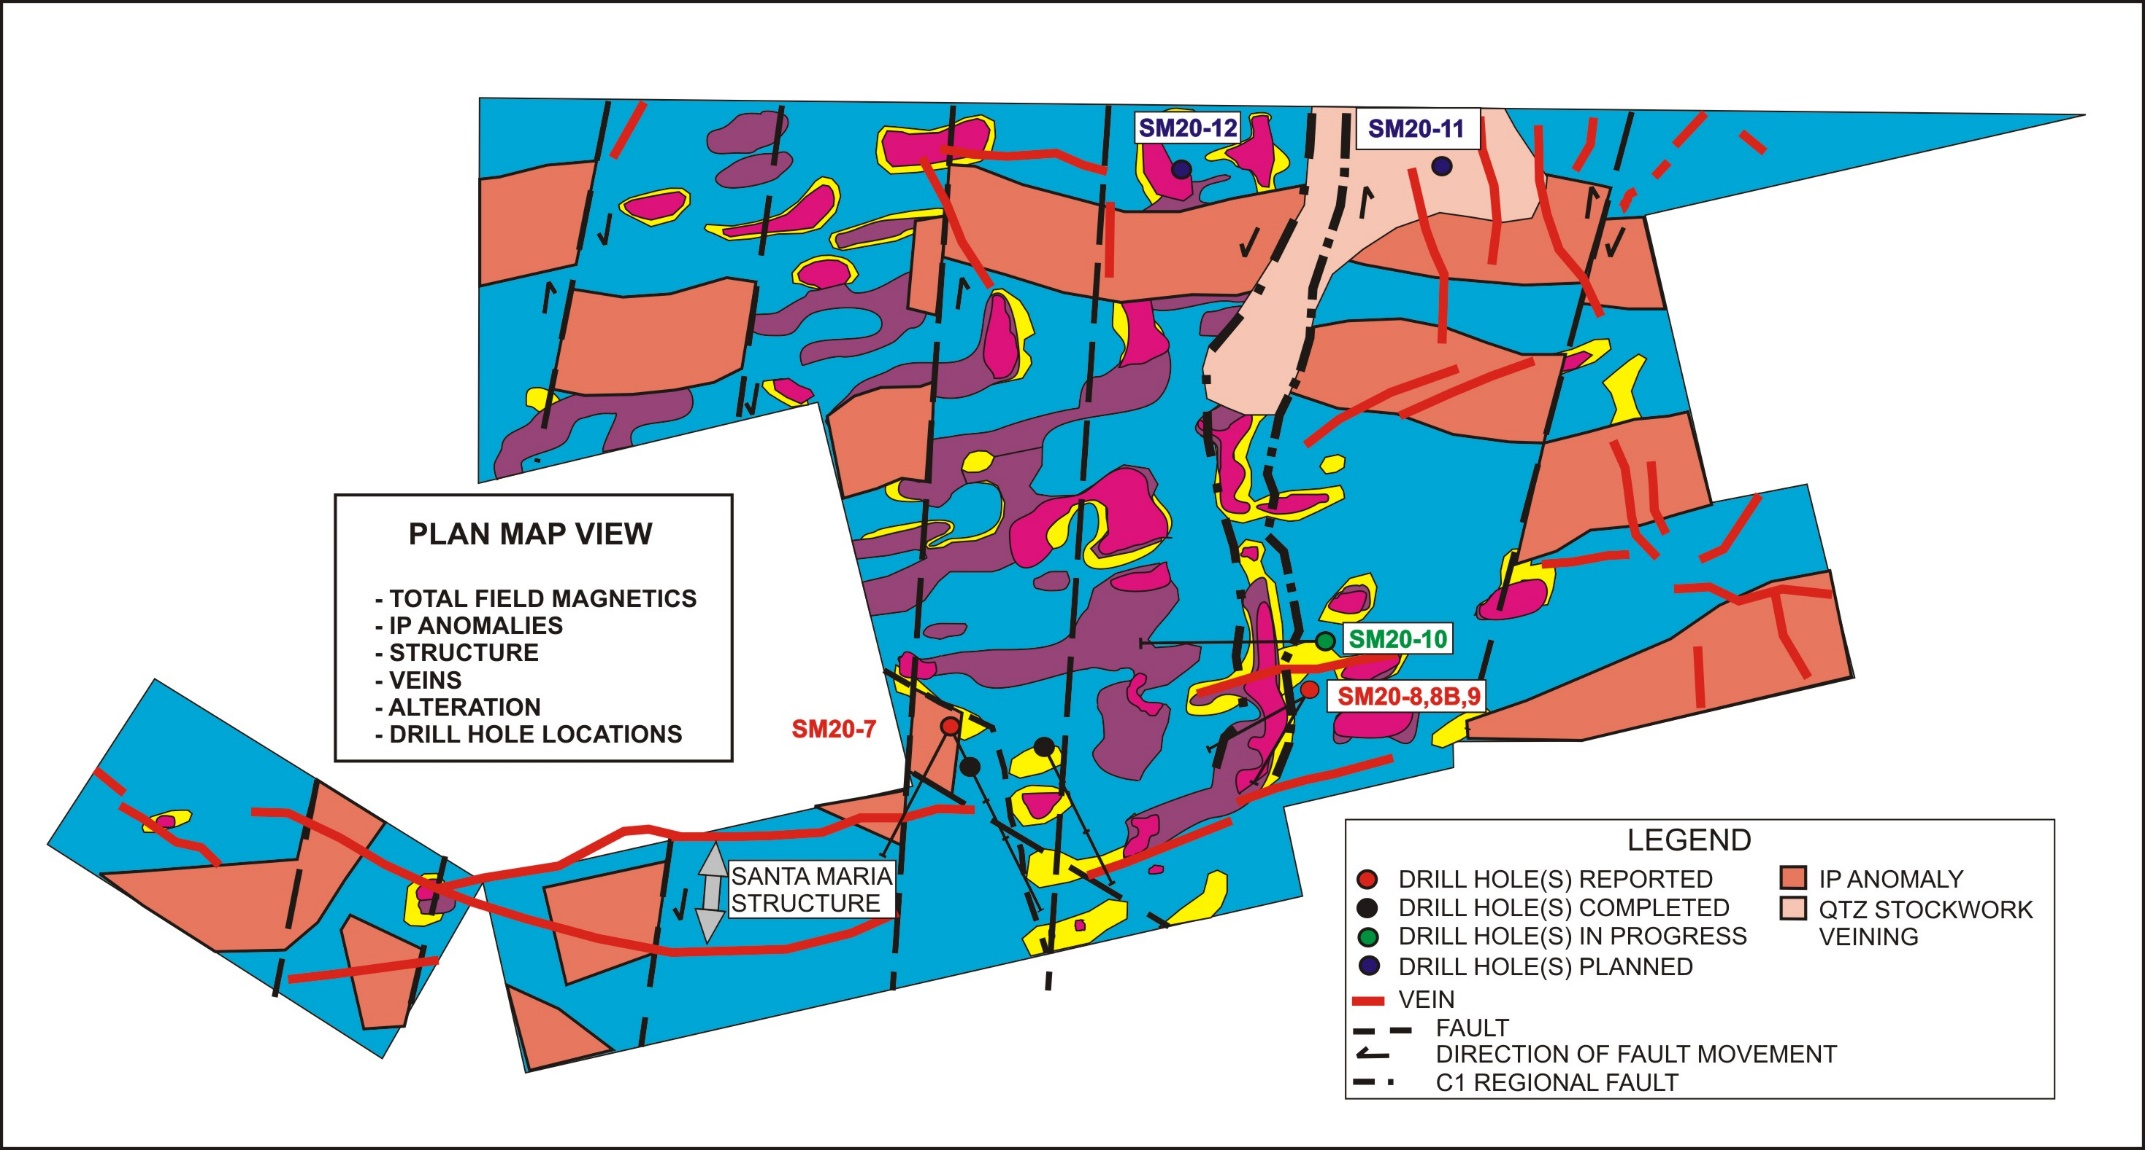 SM20-12
SM20-11
PLAN MAP VIEW
- TOTAL FIELD MAGNETICS
- IP ANOMALIES
- STRUCTURE
- VEINS
- ALTERATION
- DRILL HOLE LOCATIONS
SM20-10
SM20-8,8B,9
SM20-7
SANTA MARIA
STRUCTURE
LEGEND
DRILL HOLE(S) REPORTED
DRILL HOLE(S) COMPLETED
DRILL HOLE(S) IN PROGRESS
DRILL HOLE(S) PLANNED
VEIN
FAULT
DIRECTION OF FAULT MOVEMENT
C1 REGIONAL FAULT
IP ANOMALY
QTZ STOCKWORK
VEINING